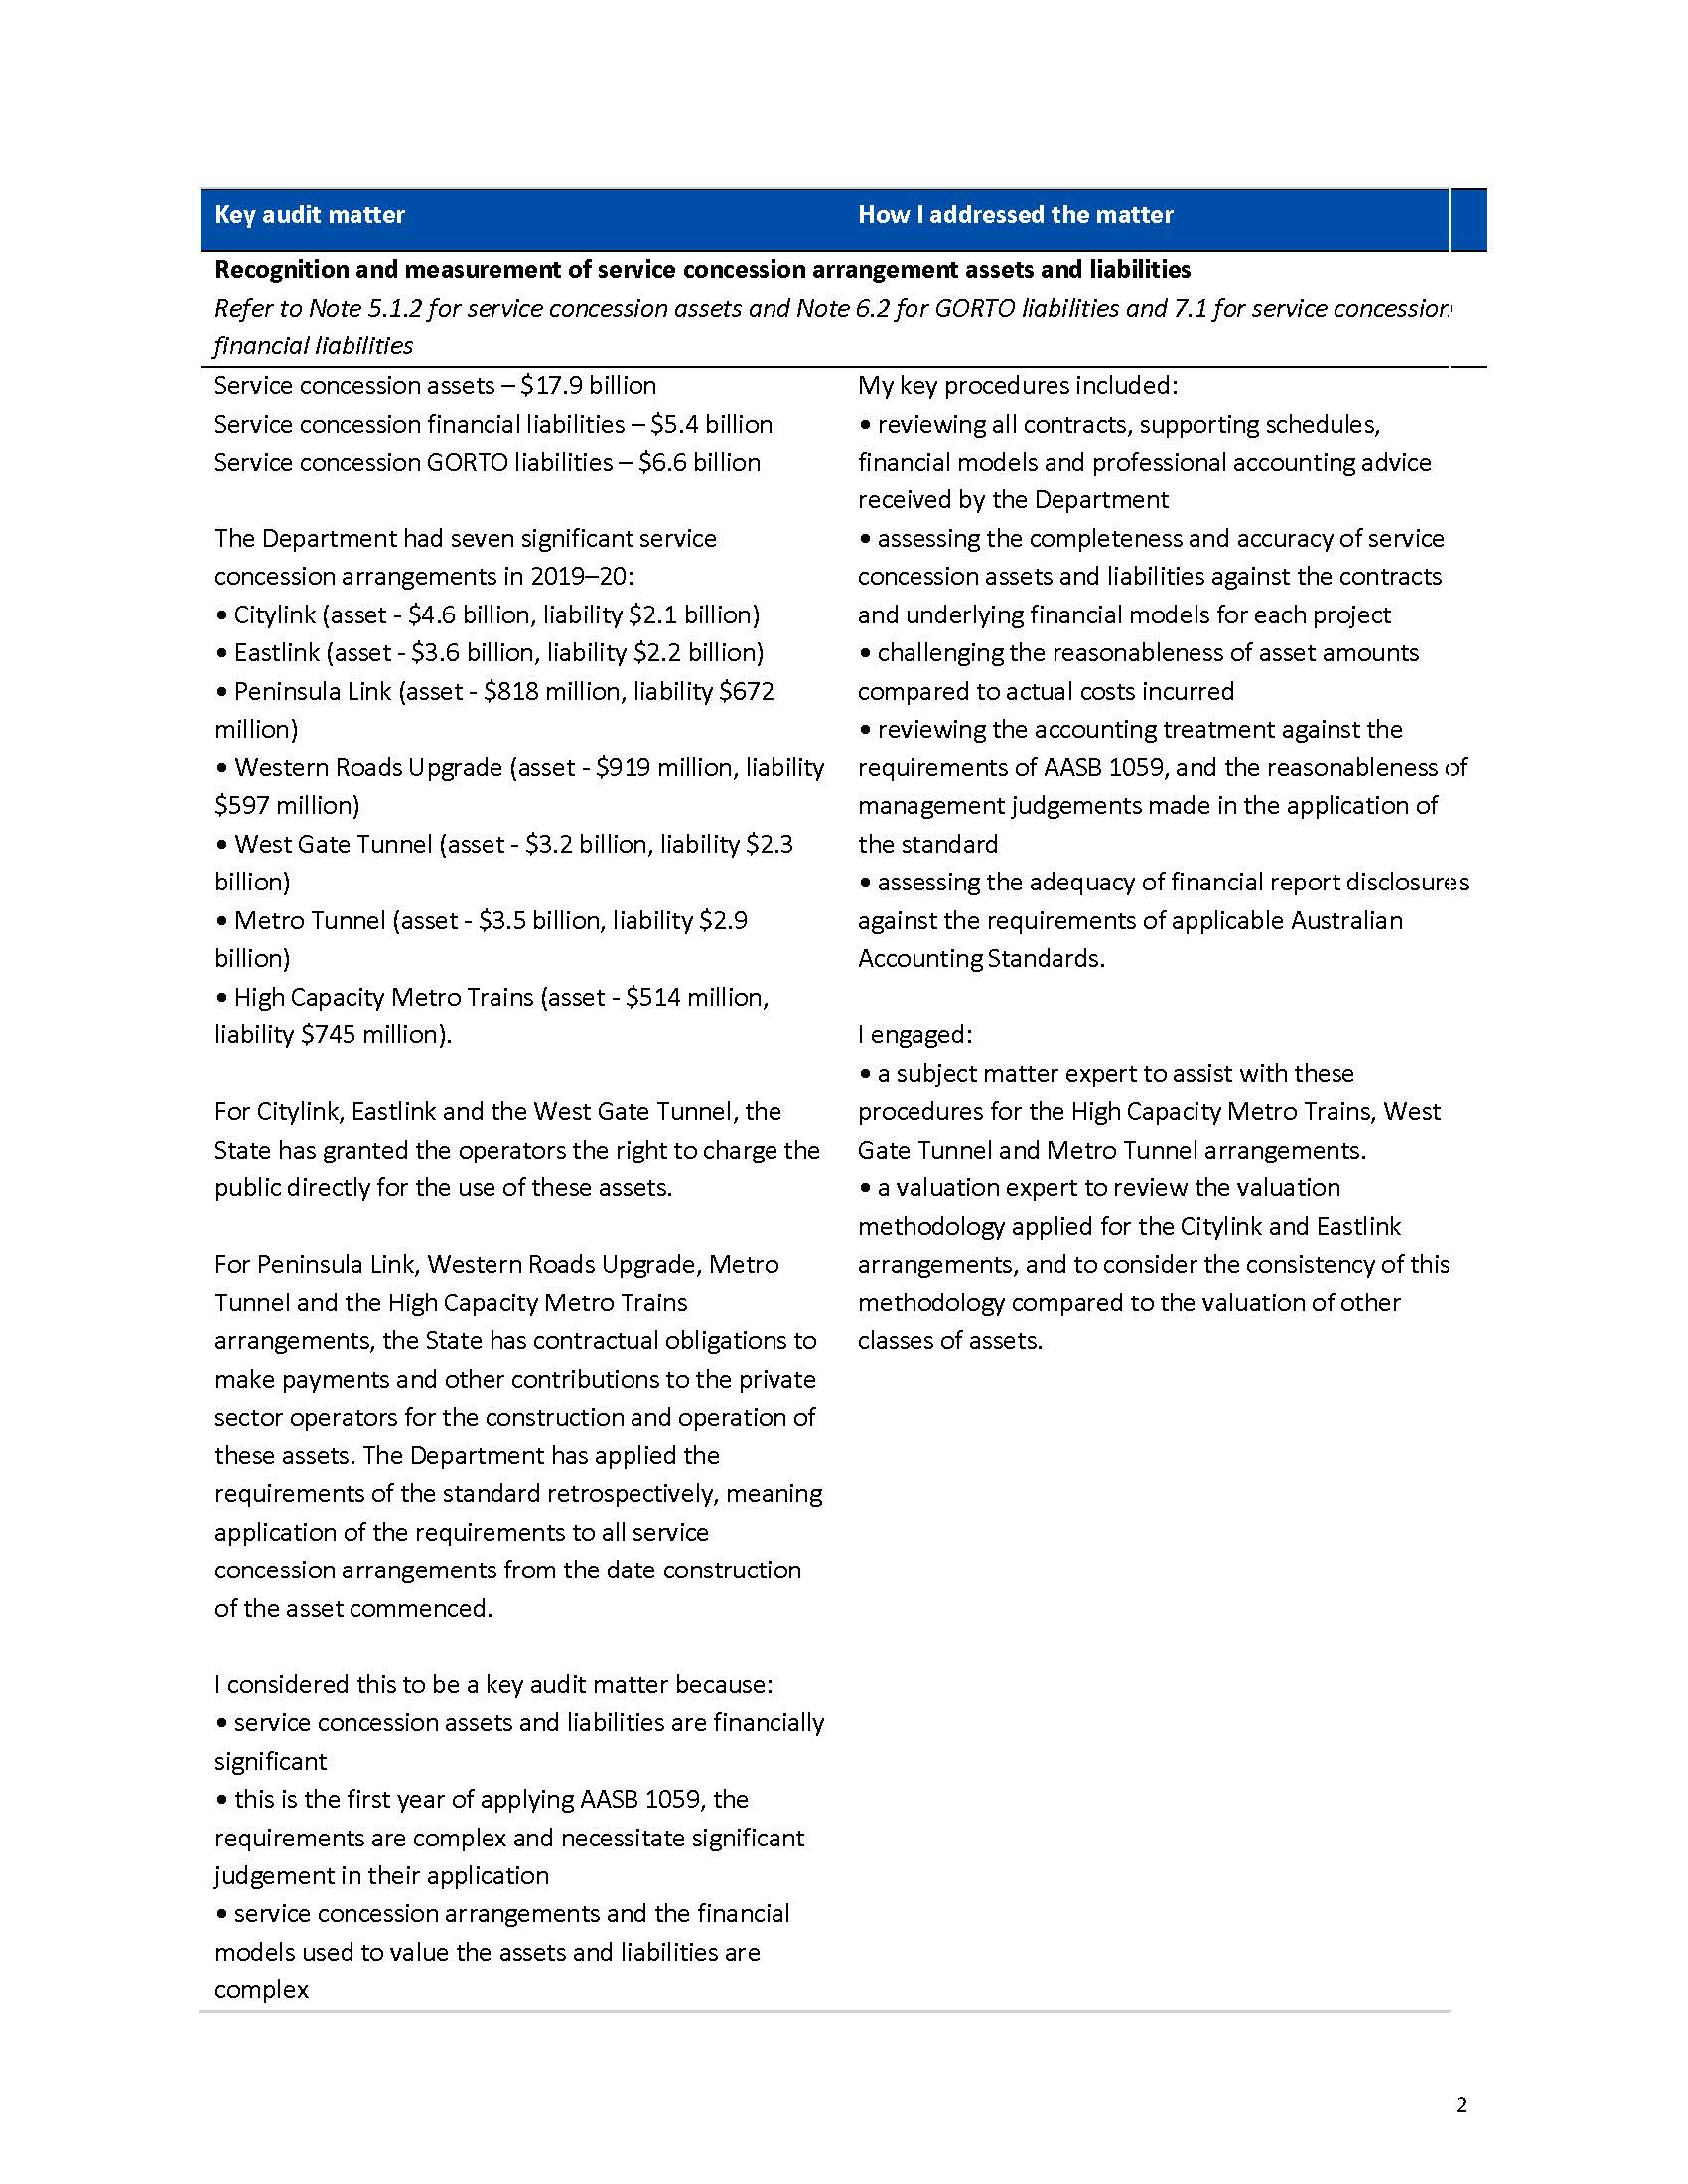 Key audit matter
How I addressed the matter
Recognition and measurement of service concession arrangement assets and liabilities
Refer to Note 5.1.2 for service concession assets and Note 6.2 for GORTO liabilities and 7.1 for service concession
financial liabilities
Service concession assets – $17.9 billion
Service concession financial liabilities – $5.4 billion
Service concession GORTO liabilities – $6.6 billion
The Department had seven significant service
concession arrangements in 2019–20:
• Citylink (asset - $4.6 billion, liability $2.1 billion)
• Eastlink (asset - $3.6 billion, liability $2.2 billion)
• Peninsula Link (asset - $818 million, liability $672
million)
• Western Roads Upgrade (asset - $919 million, liability
$597 million)
• West Gate Tunnel (asset - $3.2 billion, liability $2.3
billion)
• Metro Tunnel (asset - $3.5 billion, liability $2.9
billion)
• High Capacity Metro Trains (asset - $514 million,
liability $745 million).
For Citylink, Eastlink and the West Gate Tunnel, the
State has granted the operators the right to charge the
public directly for the use of these assets.
For Peninsula Link, Western Roads Upgrade, Metro
Tunnel and the High Capacity Metro Trains
arrangements, the State has contractual obligations to
make payments and other contributions to the private
sector operators for the construction and operation of
these assets. The Department has applied the
requirements of the standard retrospectively, meaning
application of the requirements to all service
concession arrangements from the date construction
of the asset commenced.
I considered this to be a key audit matter because:
• service concession assets and liabilities are financially
significant
• this is the first year of applying AASB 1059, the
requirements are complex and necessitate significant
judgement in their application
• service concession arrangements and the financial
models used to value the assets and liabilities are
complex
My key procedures included:
• reviewing all contracts, supporting schedules,
financial models and professional accounting advice
received by the Department
• assessing the completeness and accuracy of service
concession assets and liabilities against the contracts
and underlying financial models for each project
• challenging the reasonableness of asset amounts
compared to actual costs incurred
• reviewing the accounting treatment against the
requirements of AASB 1059, and the reasonableness of
management judgements made in the application of
the standard
• assessing the adequacy of financial report disclosures
against the requirements of applicable Australian
Accounting Standards.
I engaged:
• a subject matter expert to assist with these
procedures for the High Capacity Metro Trains, West
Gate Tunnel and Metro Tunnel arrangements.
• a valuation expert to review the valuation
methodology applied for the Citylink and Eastlink
arrangements, and to consider the consistency of this
methodology compared to the valuation of other
classes of assets.
2